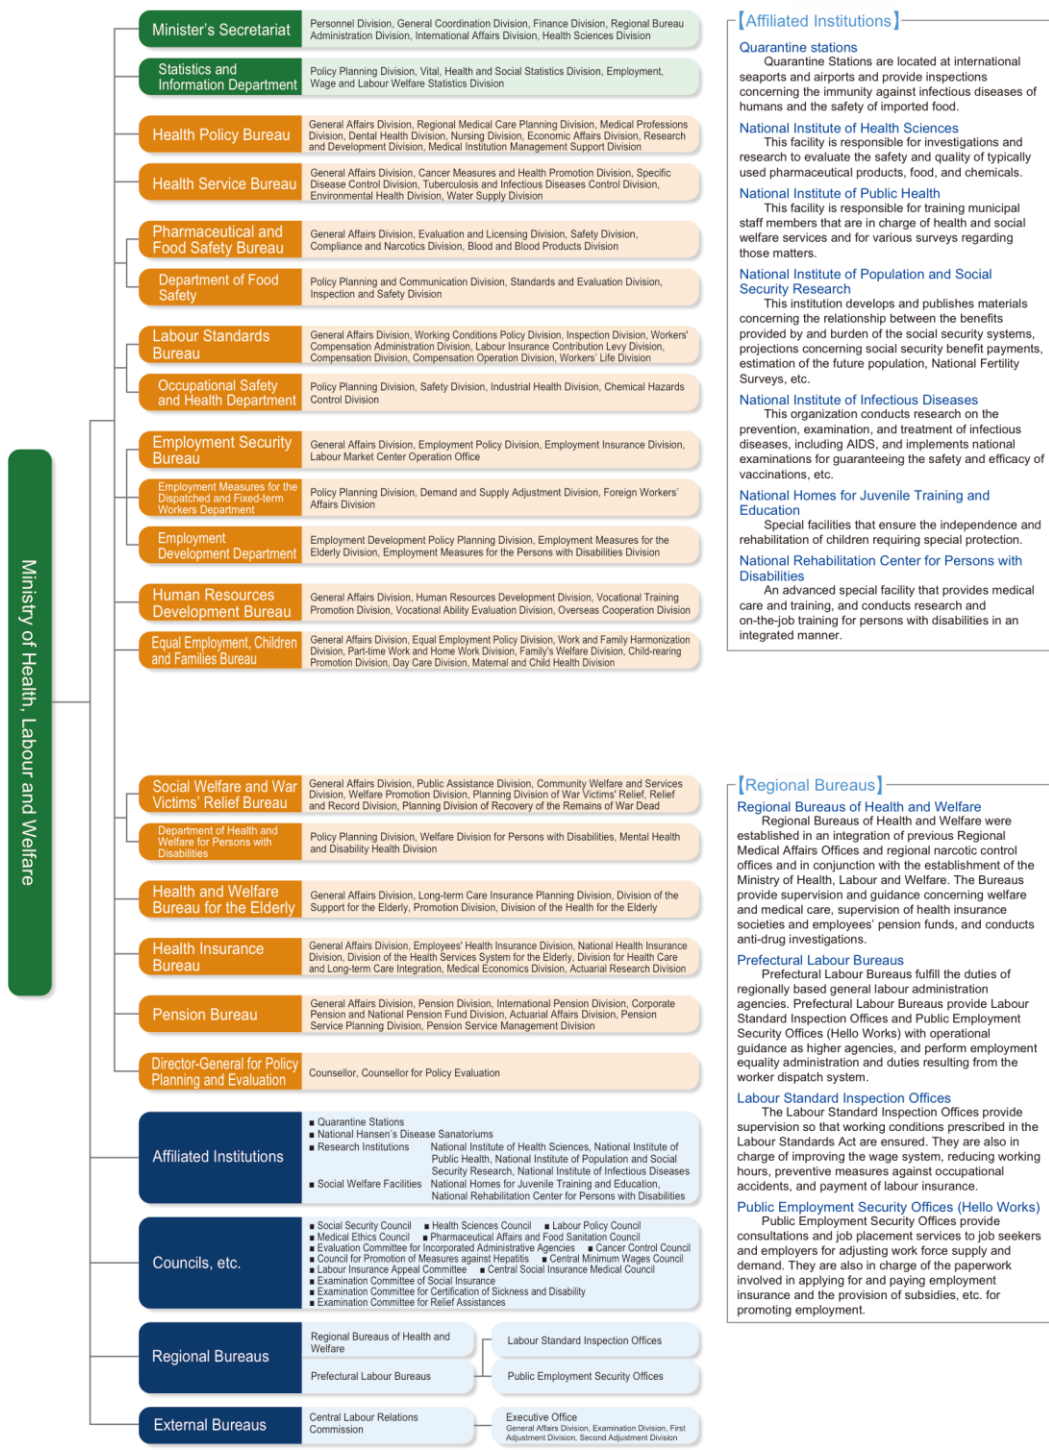 Ministry of Health, Labour and Welfare
Minister's Secretariat
Personnel Division, General Coordination Division, Finance Division, Regional Bureau
Administration Division, International Affairs Division, Health Sciences Division
Statistics and
Information Department
Policy Planning Division, Vital, Health and Social Statistics Division, Employment,
Wage and Labour Welfare Statistics Division
Health Policy Bureau
General Affairs Division, Regional Medical Care Planning Division, Medical Professions
Division, Dental Health Division, Nursing Division, Economic Affairs Division, Research
and Development Division, Medical Institution Management Support Division
Health Service Bureau
General Affairs Division, Cancer Measures and Health Promotion Division, Specific
Disease Control Division, Tuberculosis and Infectious Diseases Control Division,
Environmental Health Division, Water Supply Division
Pharmaceutical and
Food Safety Bureau
General Affairs Division, Evaluation and Licensing Division, Safety Division,
Compliance and Narcotics Division, Blood and Blood Products Division
Department of Food
Safety
Policy Planning and Communication Division, Standards and Evaluation Division,
Inspection and Safety Division
Labour Standards
Bureau
General Affairs Division, Working Conditions Policy Division, Inspection Division, Workers'
Compensation Administration Division, Labour Insurance Contribution Levy Division,
Compensation Division, Compensation Operation Division, Workers' Life Division
Occupational Safety
and Health Department
Policy Planning Division, Safety Division, Industrial Health Division, Chemical Hazards
Control Division
Employment Security
Bureau
General Affairs Division, Employment Policy Division, Employment Insurance Division,
Labour Market Center Operation Office
Employment Measures for the
Dispatched and Fixed-term
Workers Department
Policy Planning Division, Demand and Supply Adjustment Division, Foreign Workers'
Affairs Division
Employment
Development Department
Employment Development Policy Planning Division, Employment Measures for the
Elderly Division, Employment Measures for the Persons with Disabilities Division
Human Resources
Development Bureau
General Affairs Division, Human Resources Development Division, Vocational Training
Promotion Division, Vocational Ability Evaluation Division, Overseas Cooperation Division
Equal Employment, Children
and Families Bureau
General Affairs Division, Equal Employment Policy Division, Work and Family Harmonization
Division, Part-time Work and Home Work Division, Family's Welfare Division, Child-rearing
Promotion Division, Day Care Division, Maternal and Child Health Division
Social Welfare and War
Victims' Relief Bureau
General Affairs Division, Public Assistance Division, Community Welfare and Services
Division, Welfare Promotion Division, Planning Division of War Victims' Relief, Relief
and Record Division, Planning Division of Recovery of the Remains of War Dead
Department of Health and
Welfare for Persons with
Disabilities
Policy Planning Division, Welfare Division for Persons with Disabilities, Mental Health
and Disability Health Division
Health and Welfare
Bureau for the Elderly
General Affairs Division, Long-term Care Insurance Planning Division, Division of the
Support for the Elderly, Promotion Division, Division of the Health for the Elderly
Health Insurance
Bureau
General Affairs Division, Employees' Health Insurance Division, National Health Insurance
Division, Division of the Health Services System for the Elderly, Division for Health Care
and Long-term Care Integration, Medical Economics Division, Actuarial Research Division
Pension Bureau
General Affairs Division, Pension Division, International Pension Division, Corporate
Pension and National Pension Fund Division, Actuarial Affairs Division, Pension
Service Planning Division, Pension Service Management Division
Director-General for Policy
Planning and Evaluation
Counsellor, Counsellor for Policy Evaluation
Affiliated Institutions
■ Quarantine Stations
■ National Hansen's Disease Sanatoriums
■ Research Institutions National Institute of Health Sciences, National Institute of
Public Health, National Institute of Population and Social
Security Research, National Institute of Infectious Diseases
■ Social Welfare Facilities National Homes for Juvenile Training and Education,
National Rehabilitation Center for Persons with Disabilities
Councils, etc.
■ Social Security Council ■ Health Sciences Council ■ Labour Policy Council
■ Medical Ethics Council ■ Pharmaceutical Affairs and Food Sanitation Council
■ Evaluation Committee for Incorporated Administrative Agencies ■ Cancer Control Council
■ Council for Promotion of Measures against Hepatitis ■ Central Minimum Wages Council
■ Labour Insurance Appeal Committee ■ Central Social Insurance Medical Council
■ Examination Committee of Social Insurance
■ Examination Committee for Certification of Sickness and Disability
■ Examination Committee for Relief Assistances
Regional Bureaus
Regional Bureaus of Health and
Welfare
Prefectural Labour Bureaus
Labour Standard Inspection Offices
Public Employment Security Offices
External Bureaus
Central Labour Relations
Commission
Executive Office
General Affairs Division, Examination Division, First
Adjustment Division, Second Adjustment Division
【Affiliated Institutions】
Quarantine stations
Quarantine Stations are located at international
seaports and airports and provide inspections
concerning the immunity against infectious diseases of
humans and the safety of imported food.
National Institute of Health Sciences
This facility is responsible for investigations and
research to evaluate the safety and quality of typically
used pharmaceutical products, food, and chemicals.
National Institute of Public Health
This facility is responsible for training municipal
staff members that are in charge of health and social
welfare services and for various surveys regarding
those matters.
National Institute of Population and Social
Security Research
This institution develops and publishes materials
concerning the relationship between the benefits
provided by and burden of the social security systems,
projections concerning social security benefit payments,
estimation of the future population, National Fertility
Surveys, etc.
National Institute of Infectious Diseases
This organization conducts research on the
prevention, examination, and treatment of infectious
diseases, including AIDS, and implements national
examinations for guaranteeing the safety and efficacy of
vaccinations, etc.
National Homes for Juvenile Training and
Education
Special facilities that ensure the independence and
rehabilitation of children requiring special protection.
National Rehabilitation Center for Persons with
Disabilities
An advanced special facility that provides medical
care and training, and conducts research and
on-the-job training for persons with disabilities in an
integrated manner.
【Regional Bureaus】
Regional Bureaus of Health and Welfare
Regional Bureaus of Health and Welfare were
established in an integration of previous Regional
Medical Affairs Offices and regional narcotic control
offices and in conjunction with the establishment of the
Ministry of Health, Labour and Welfare. The Bureaus
provide supervision and guidance concerning welfare
and medical care, supervision of health insurance
societies and employees' pension funds, and conducts
anti-drug investigations.
Prefectural Labour Bureaus
Prefectural Labour Bureaus fulfill the duties of
regionally based general labour administration
agencies. Prefectural Labour Bureaus provide Labour
Standard Inspection Offices and Public Employment
Security Offices (Hello Works) with operational
guidance as higher agencies, and perform employment
equality administration and duties resulting from the
worker dispatch system.
Labour Standard Inspection Offices
The Labour Standard Inspection Offices provide
supervision so that working conditions prescribed in the
Labour Standards Act are ensured. They are also in
charge of improving the wage system, reducing working
hours, preventive measures against occupational
accidents, and payment of labour insurance.
Public Employment Security Offices (Hello Works)
Public Employment Security Offices provide
consultations and job placement services to job seekers
and employers for adjusting work force supply and
demand. They are also in charge of the paperwork
involved in applying for and paying employment
insurance and the provision of subsidies, etc. for
promoting employment.